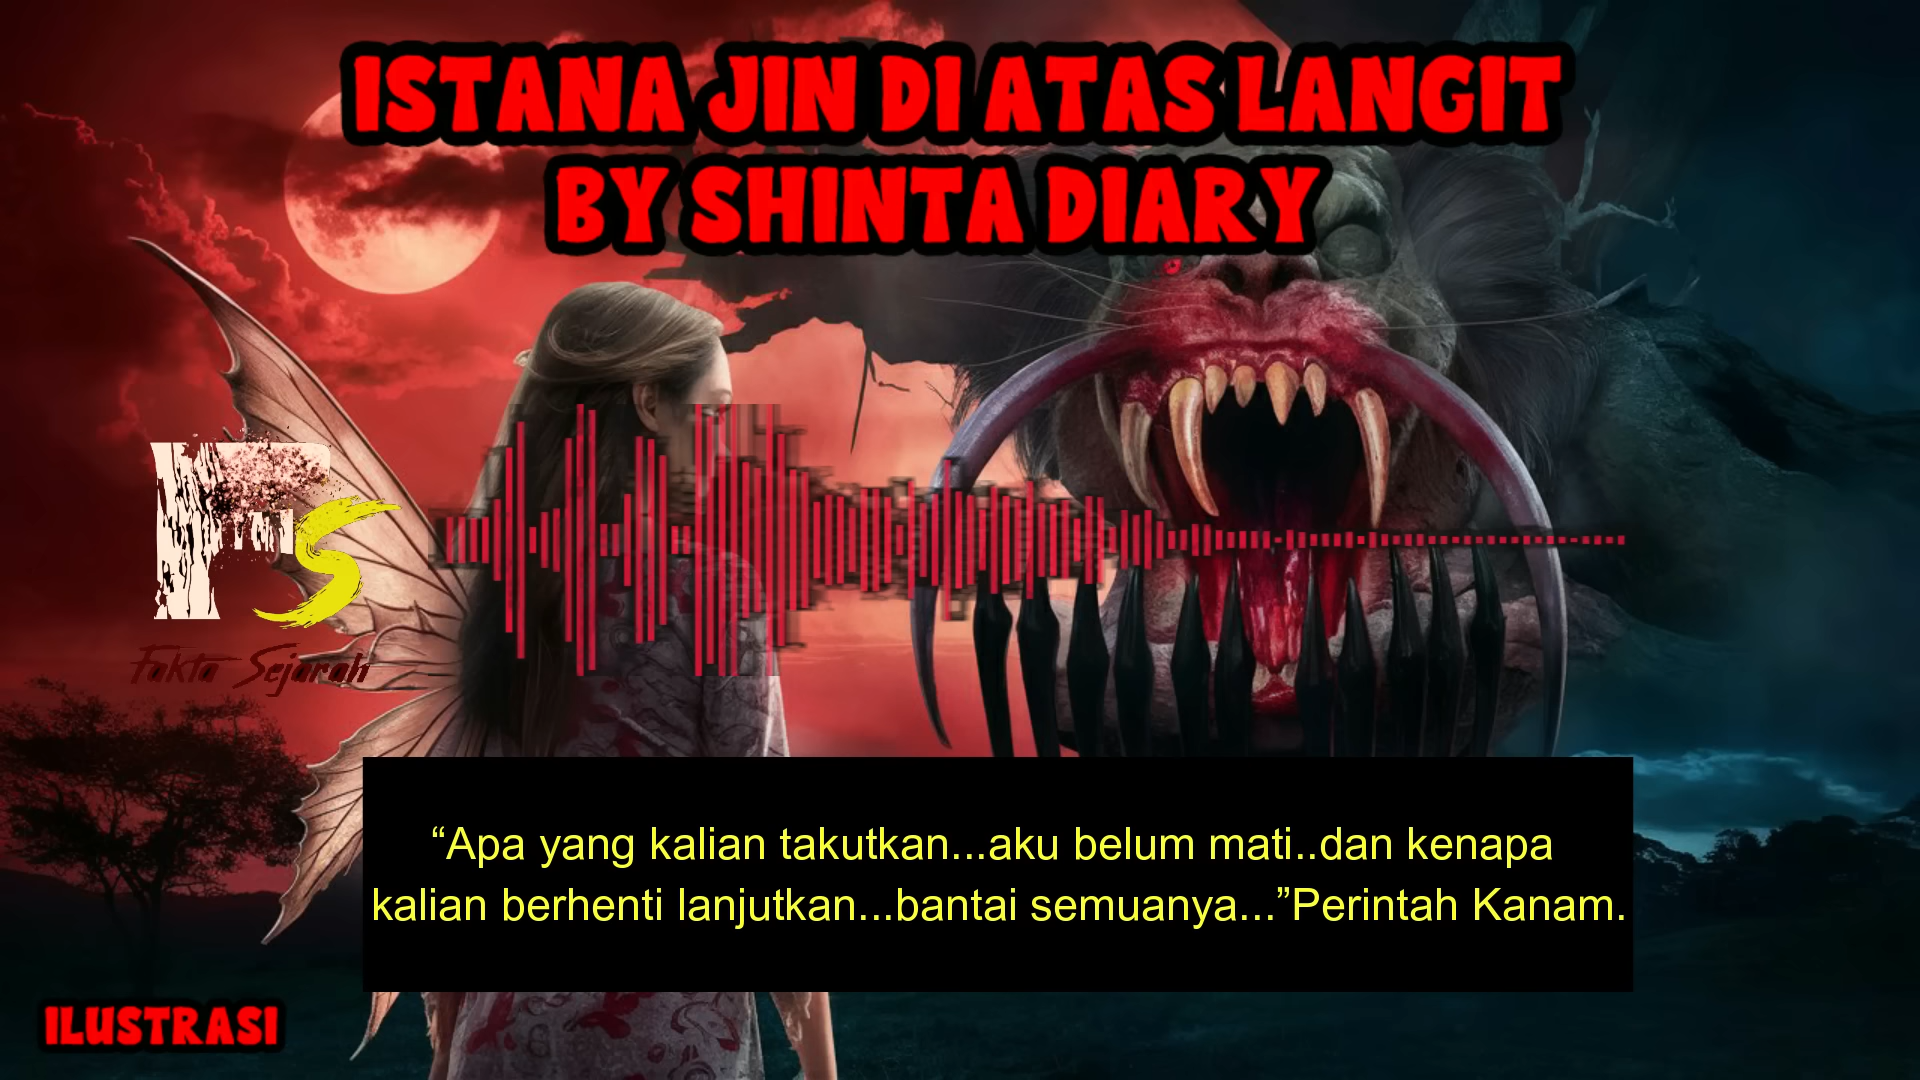 ISTANA JIN DI ATAS LANGIT
BY SHINTA DIARY
FS
Fakta Sejarah
“Apa yang kalian takutkan...aku belum mati..dan kenapa
kalian berhenti lanjutkan...bantai semuanya...”Perintah Kanam.
ILUSTRASI